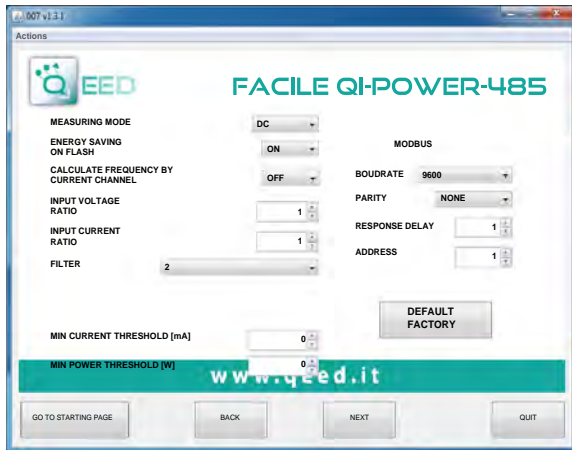 007 v1.3.1
Actions
QEED
FACILE QI-POWER-485
MEASURING MODE
DC
ENERGY SAVING
ON FLASH
ON
MODBUS
CALCULATE FREQUENCY BY
CURRENT CHANNEL
OFF
BOUDRATE
9600
PARITY
NONE
INPUT VOLTAGE
RATIO
1
RESPONSE DELAY
1
INPUT CURRENT
RATIO
1
ADDRESS
1
FILTER
2
DEFAULT
FACTORY
MIN CURRENT THRESHOLD [mA]
0
MIN POWER THRESHOLD [W]
0
www.qeed.it
GO TO STARTING PAGE
BACK
NEXT
QUIT